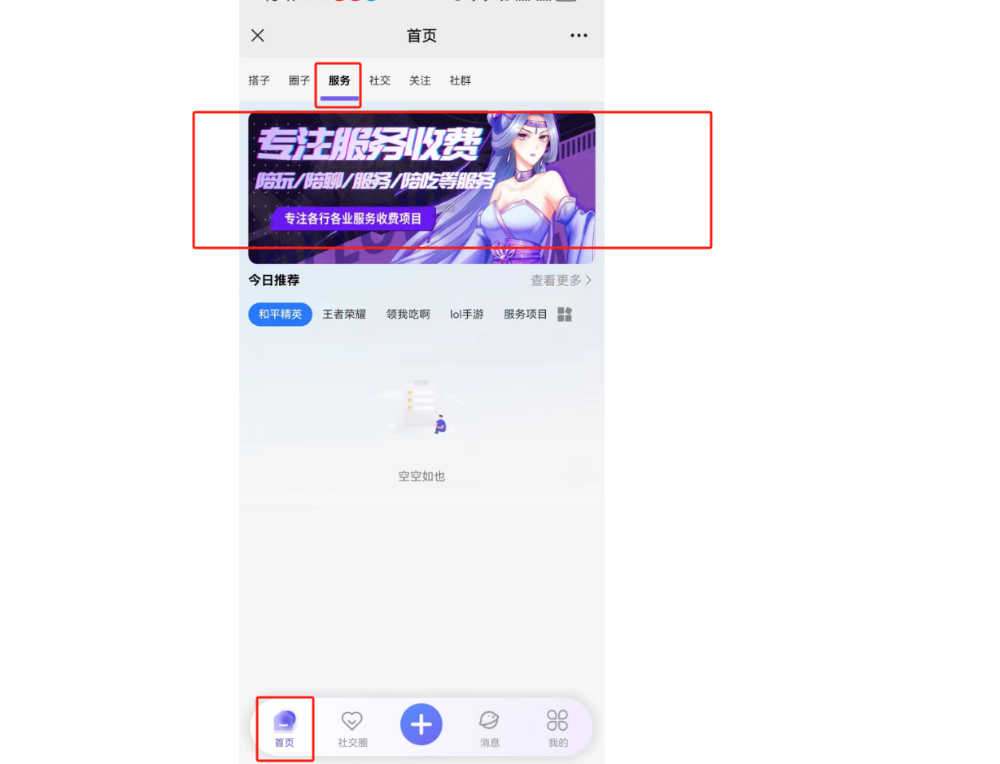 首页
搭子 圈子 服务 社交 关注 社群
专注服务收费
陪玩/陪聊/服务/陪吃等服务
专注各行各业服务收费项目
今日推荐 查看更多
和平精英 王者荣耀 领我吃啊 lol手游 服务项目
空空如也
首页 社交圈 消息 我的